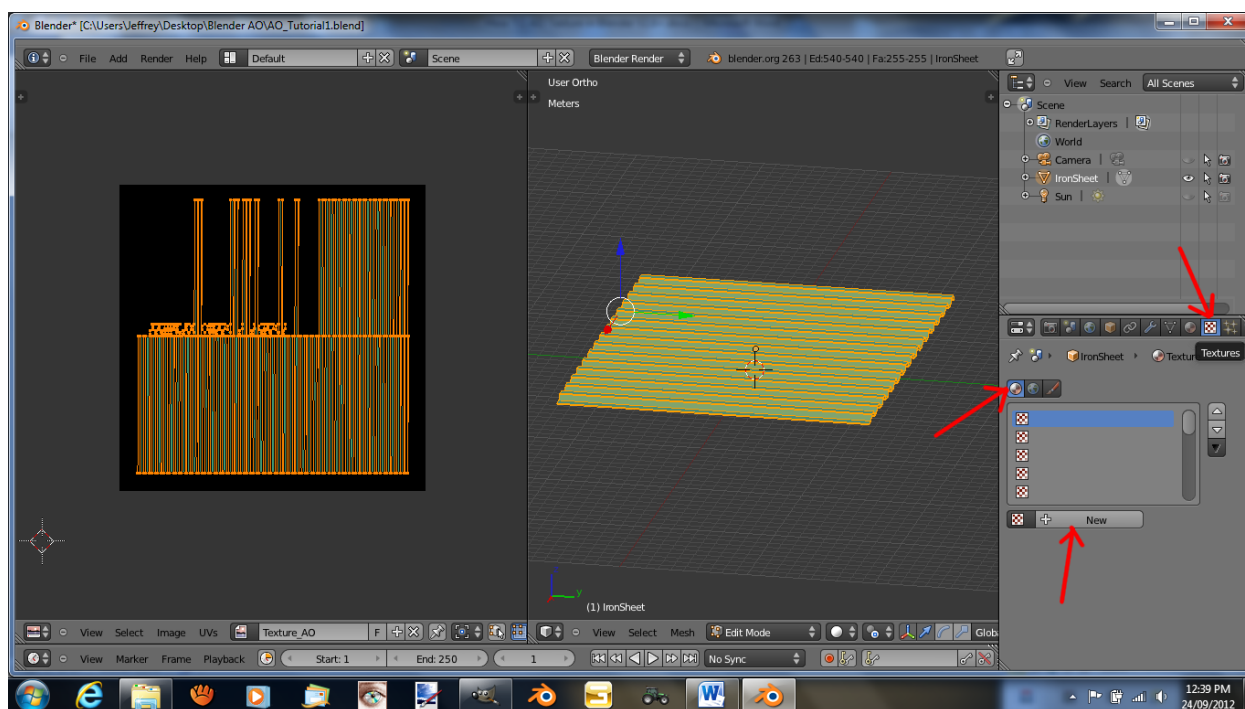 Blender* [C:\Users\Jeffrey\Desktop\Blender AO\AO_Tutorial1.blend]
File Add Render Help Default Scene Blender Render blender.org 263 | Ed:540-540 | Fa:255-255 | IronSheet
User Ortho
Meters
(1) IronSheet
View Search All Scenes
Scene
RenderLayers |
World
Camera |
IronSheet |
Sun |
Textures
IronSheet Textur
New
View Select Image UVs Texture_AO F
View Select Mesh Edit Mode Glob
View Marker Frame Playback Start: 1 End: 250 1 No Sync
y
12:39 PM
24/09/2012